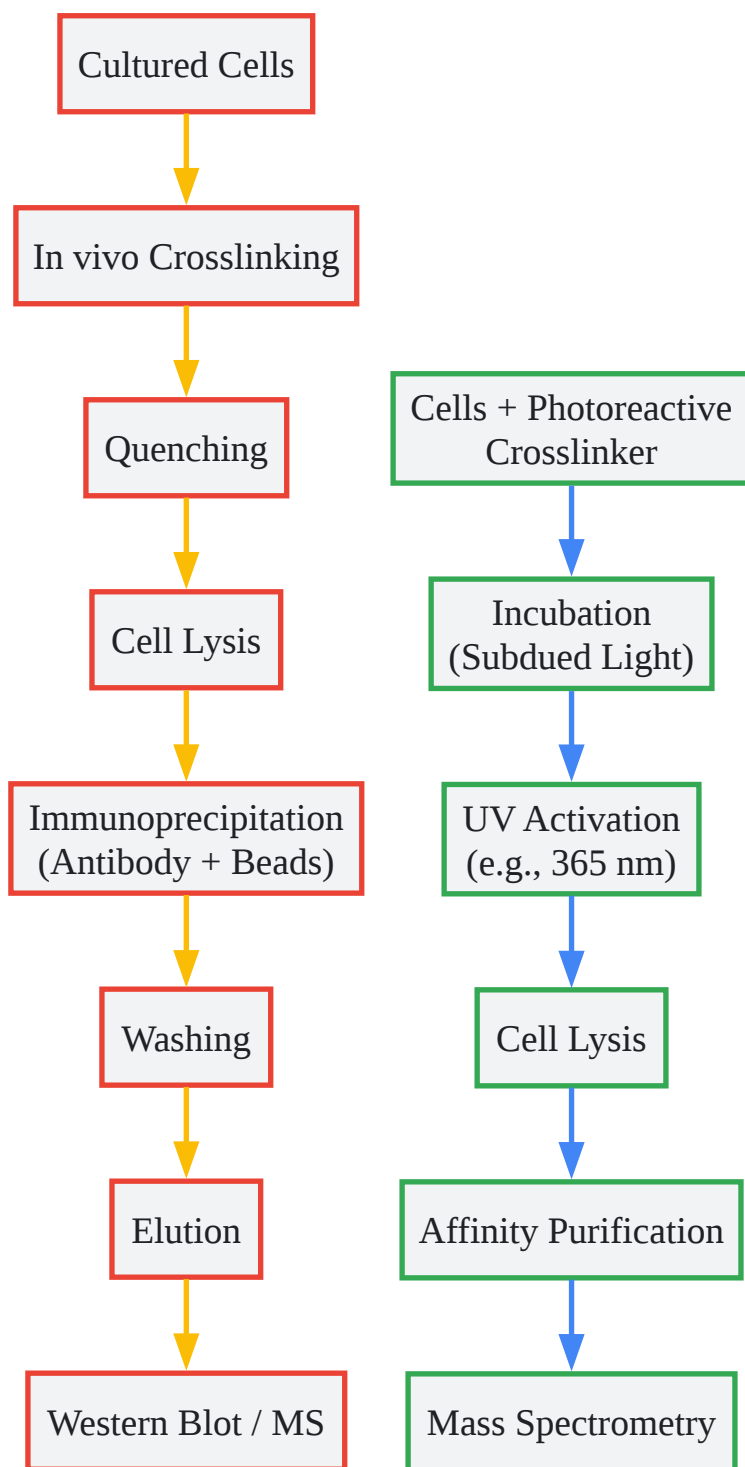 Cultured Cells
In vivo Crosslinking
Quenching
Cell Lysis
Immunoprecipitation
(Antibody + Beads)
Washing
Elution
Western Blot / MS
Cells + Photoreactive
Crosslinker
Incubation
(Subdued Light)
UV Activation
(e.g., 365 nm)
Cell Lysis
Affinity Purification
Mass Spectrometry